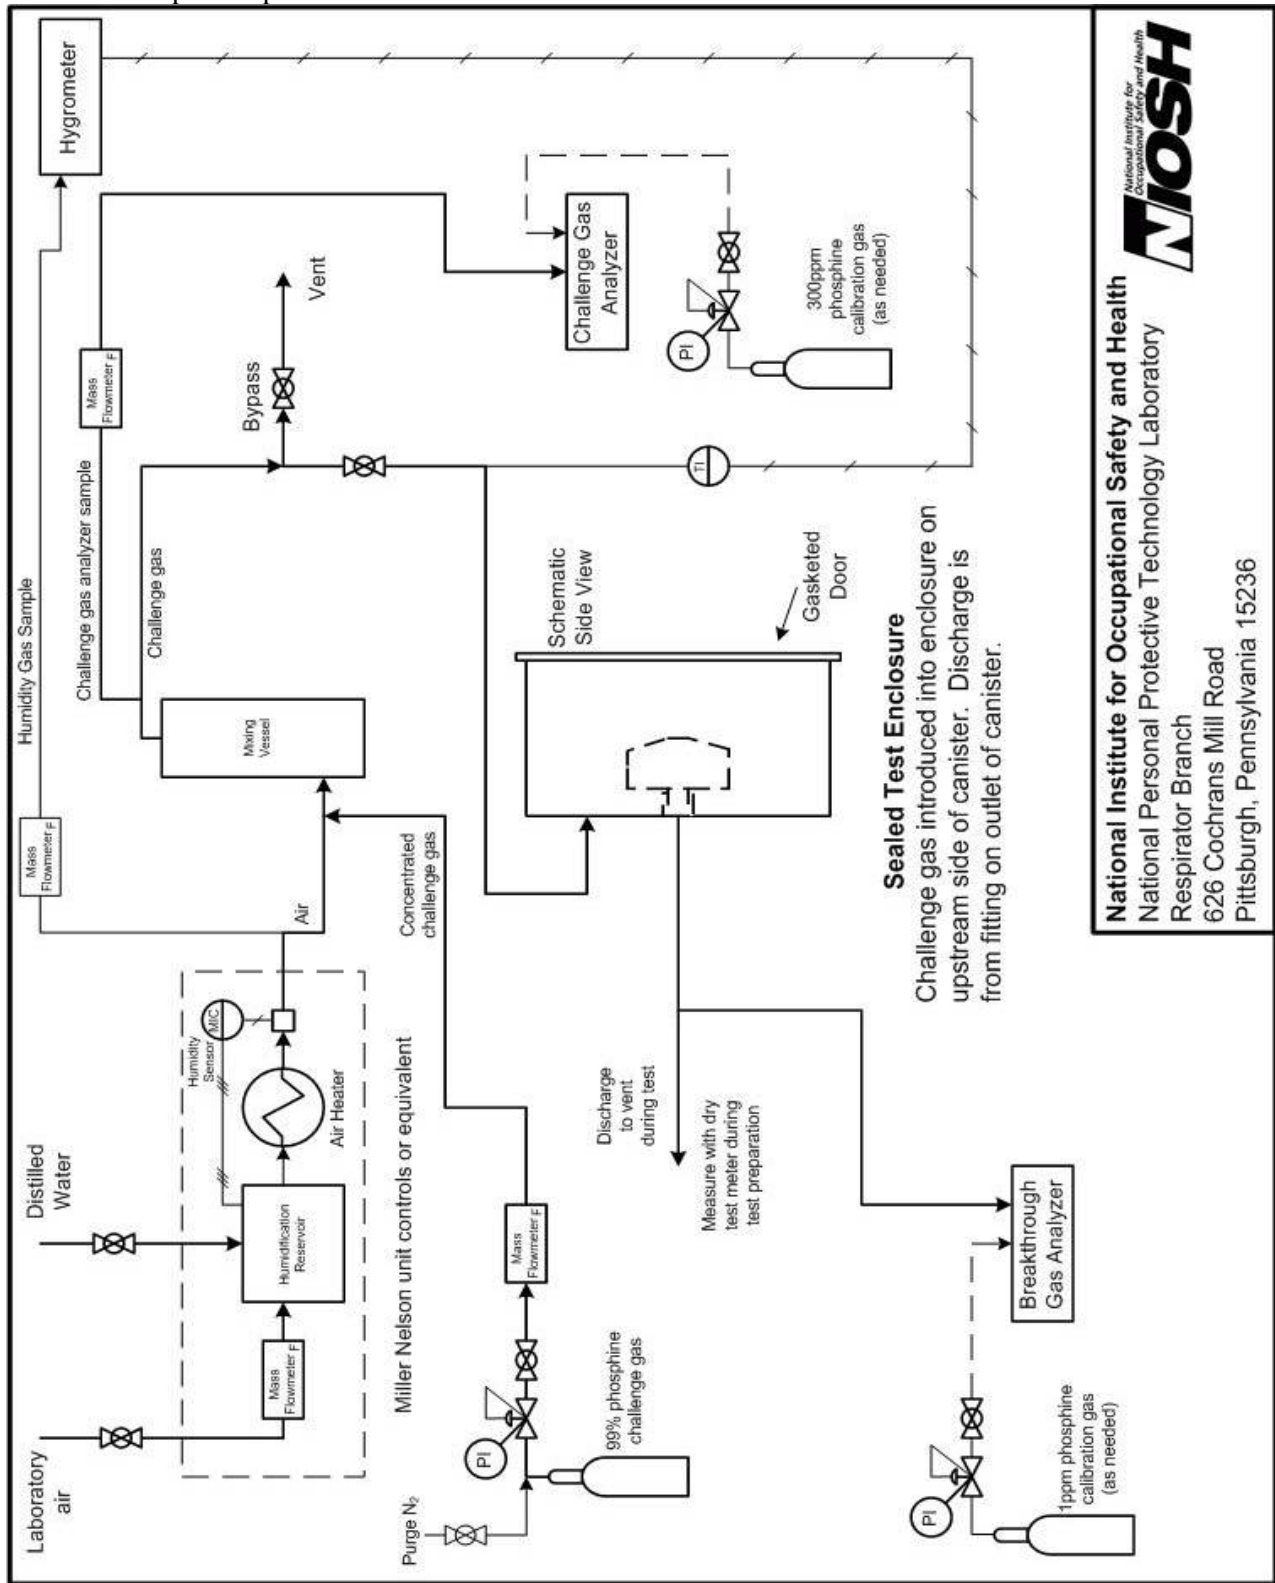 Laboratory
air
Distilled
Water
Mass
Flowmeter F
Humidification
Reservoir
Humidity
Sensor
MIC
Air Heater
Miller Nelson unit controls or equivalent
Air
Mass
Flowmeter F
Humidity Gas Sample
Hygrometer
Challenge gas analyzer sample
Mass
Flowmeter F
Challenge gas
Mixing
Vessel
Bypass
Vent
Challenge Gas
Analyzer
PI
300ppm
phosphine
calibration gas
(as needed)
TI
Purge N₂
PI
99% phosphine
challenge gas
Mass
Flowmeter F
Concentrated
challenge gas
Schematic
Side View
Gasketed
Door
Discharge
to vent
during test
Measure with dry
test meter during
test preparation
Sealed Test Enclosure
Challenge gas introduced into enclosure on
upstream side of canister. Discharge is
from fitting on outlet of canister.
Breakthrough
Gas Analyzer
PI
1ppm phosphine
calibration gas
(as needed)
National Institute for Occupational Safety and Health
National Personal Protective Technology Laboratory
Respirator Branch
626 Cochrans Mill Road
Pittsburgh, Pennsylvania 15236
National Institute for
Occupational Safety and Health
NIOSH